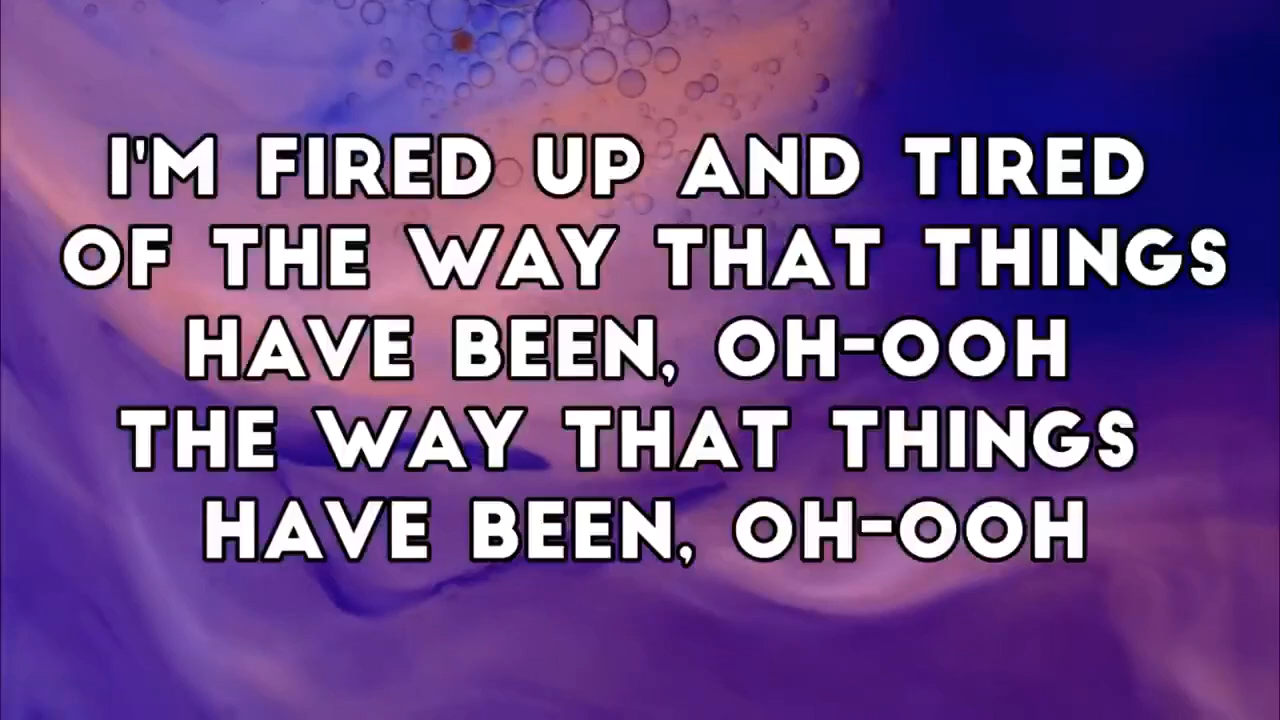 I'M FIRED UP AND TIRED
OF THE WAY THAT THINGS
HAVE BEEN, OH-OOH
THE WAY THAT THINGS
HAVE BEEN, OH-OOH